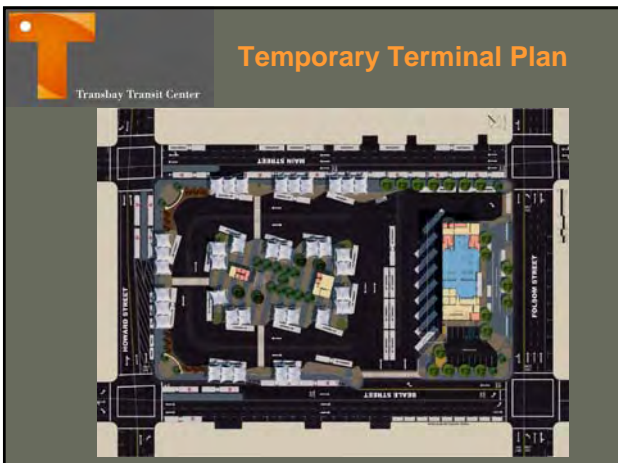 Temporary Terminal Plan
T
Transbay Transit Center
MAIN STREET
HOWARD STREET
FOLSOM STREET
BEALE STREET